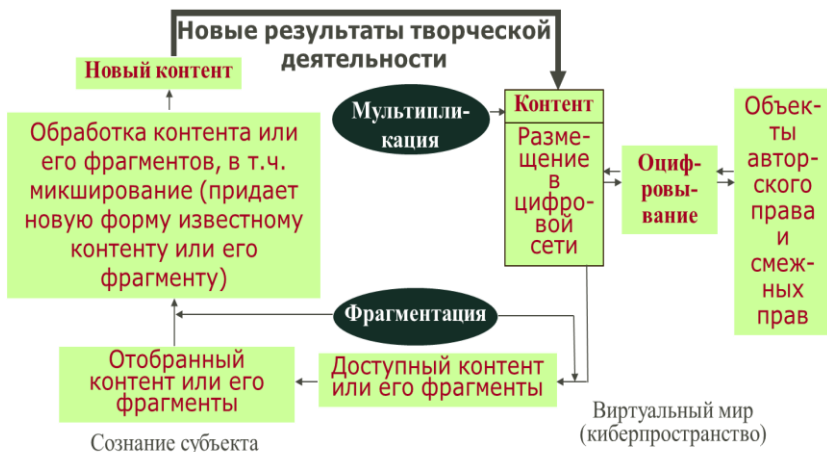 Новые результаты творческой
деятельности
Новый контент
Обработка контента или
его фрагментов, в т.ч.
микширование (придает
новую форму известному
контенту или его
фрагменту)
Мультипли-
кация
Контент
Разме-
щение
в
цифро-
вой
сети
Оциф-
ровы-
вание
Объек-
ты
автор-
ского
права
и
смеж-
ных
прав
Фрагментация
Отобранный
контент или его
фрагменты
Доступный контент
или его фрагменты
Сознание субъекта
Виртуальный мир
(киберпространство)